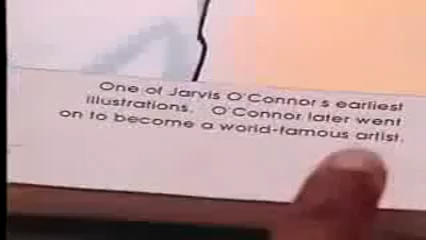 One of Jarvis O'Connor's earliest
illustrations. O'Connor later went
on to become a world-famous artist.